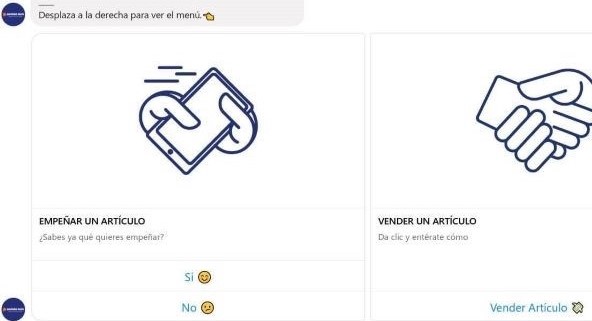 Desplaza a la derecha para ver el menú.👈
EMPEÑAR UN ARTÍCULO
¿Sabes ya qué quieres empeñar?
Si 😊
No 😕
VENDER UN ARTÍCULO
Da clic y entérate cómo
Vender Artículo 💸